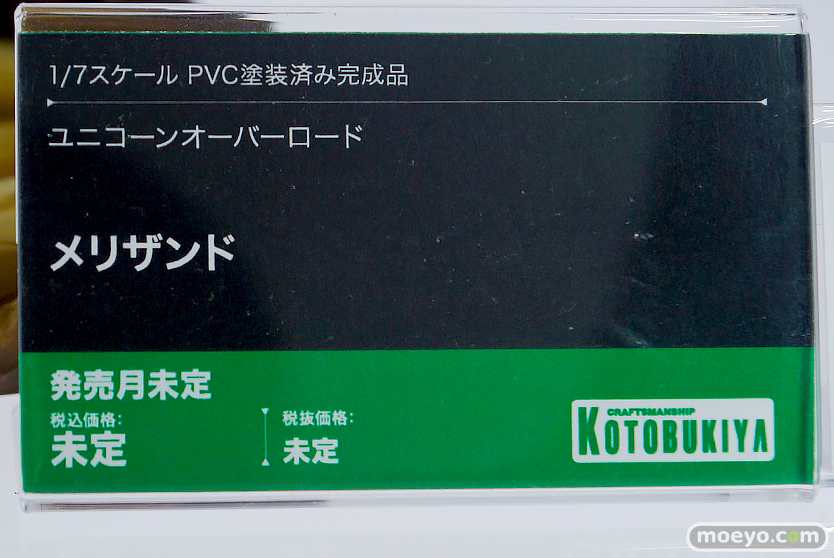 1/7スケール PVC塗装済み完成品
ユニコーンオーバーロード
メリザンド
発売月未定
税込価格:
未定
税抜価格:
未定
CRAFTSMANSHIP
KOTOBUKIYA
moeyo.com